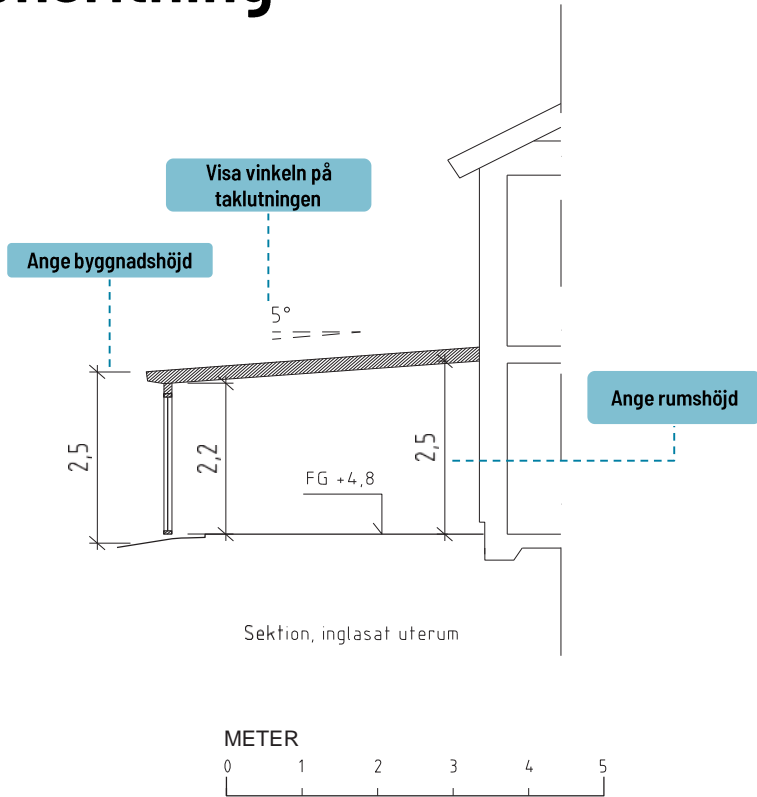 Visa vinkeln på
taklutningen
Ange byggnadshöjd
5°
Ange rumshöjd
2,5
2,2
2,5
FG +4,8
Sektion, inglasat uterum
METER
0 1 2 3 4 5